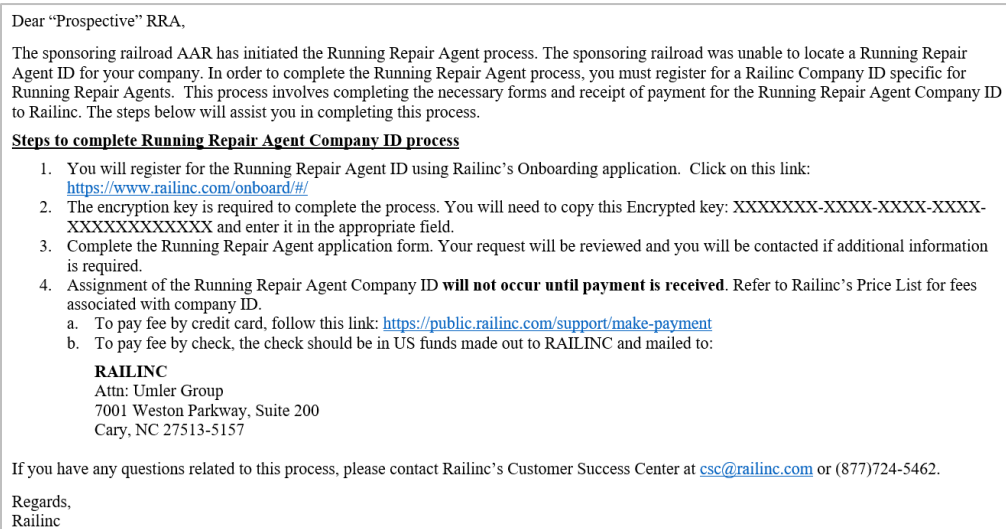 Dear “Prospective” RRA,
The sponsoring railroad AAR has initiated the Running Repair Agent process. The sponsoring railroad was unable to locate a Running Repair
Agent ID for your company. In order to complete the Running Repair Agent process, you must register for a Railinc Company ID specific for
Running Repair Agents.  This process involves completing the necessary forms and receipt of payment for the Running Repair Agent Company ID
to Railinc. The steps below will assist you in completing this process.
Steps to complete Running Repair Agent Company ID process
1. You will register for the Running Repair Agent ID using Railinc’s Onboarding application.  Click on this link:
https://www.railinc.com/onboard/#/
2. The encryption key is required to complete the process. You will need to copy this Encrypted key: XXXXXXX-XXXX-XXXX-XXXX-
XXXXXXXXXXXX and enter it in the appropriate field.
3. Complete the Running Repair Agent application form. Your request will be reviewed and you will be contacted if additional information
is required.
4. Assignment of the Running Repair Agent Company ID will not occur until payment is received. Refer to Railinc’s Price List for fees
associated with company ID.
a. To pay fee by credit card, follow this link: https://public.railinc.com/support/make-payment
b. To pay fee by check, the check should be in US funds made out to RAILINC and mailed to:
RAILINC
Attn: Umler Group
7001 Weston Parkway, Suite 200
Cary, NC 27513-5157
If you have any questions related to this process, please contact Railinc’s Customer Success Center at csc@railinc.com or (877)724-5462.
Regards,
Railinc